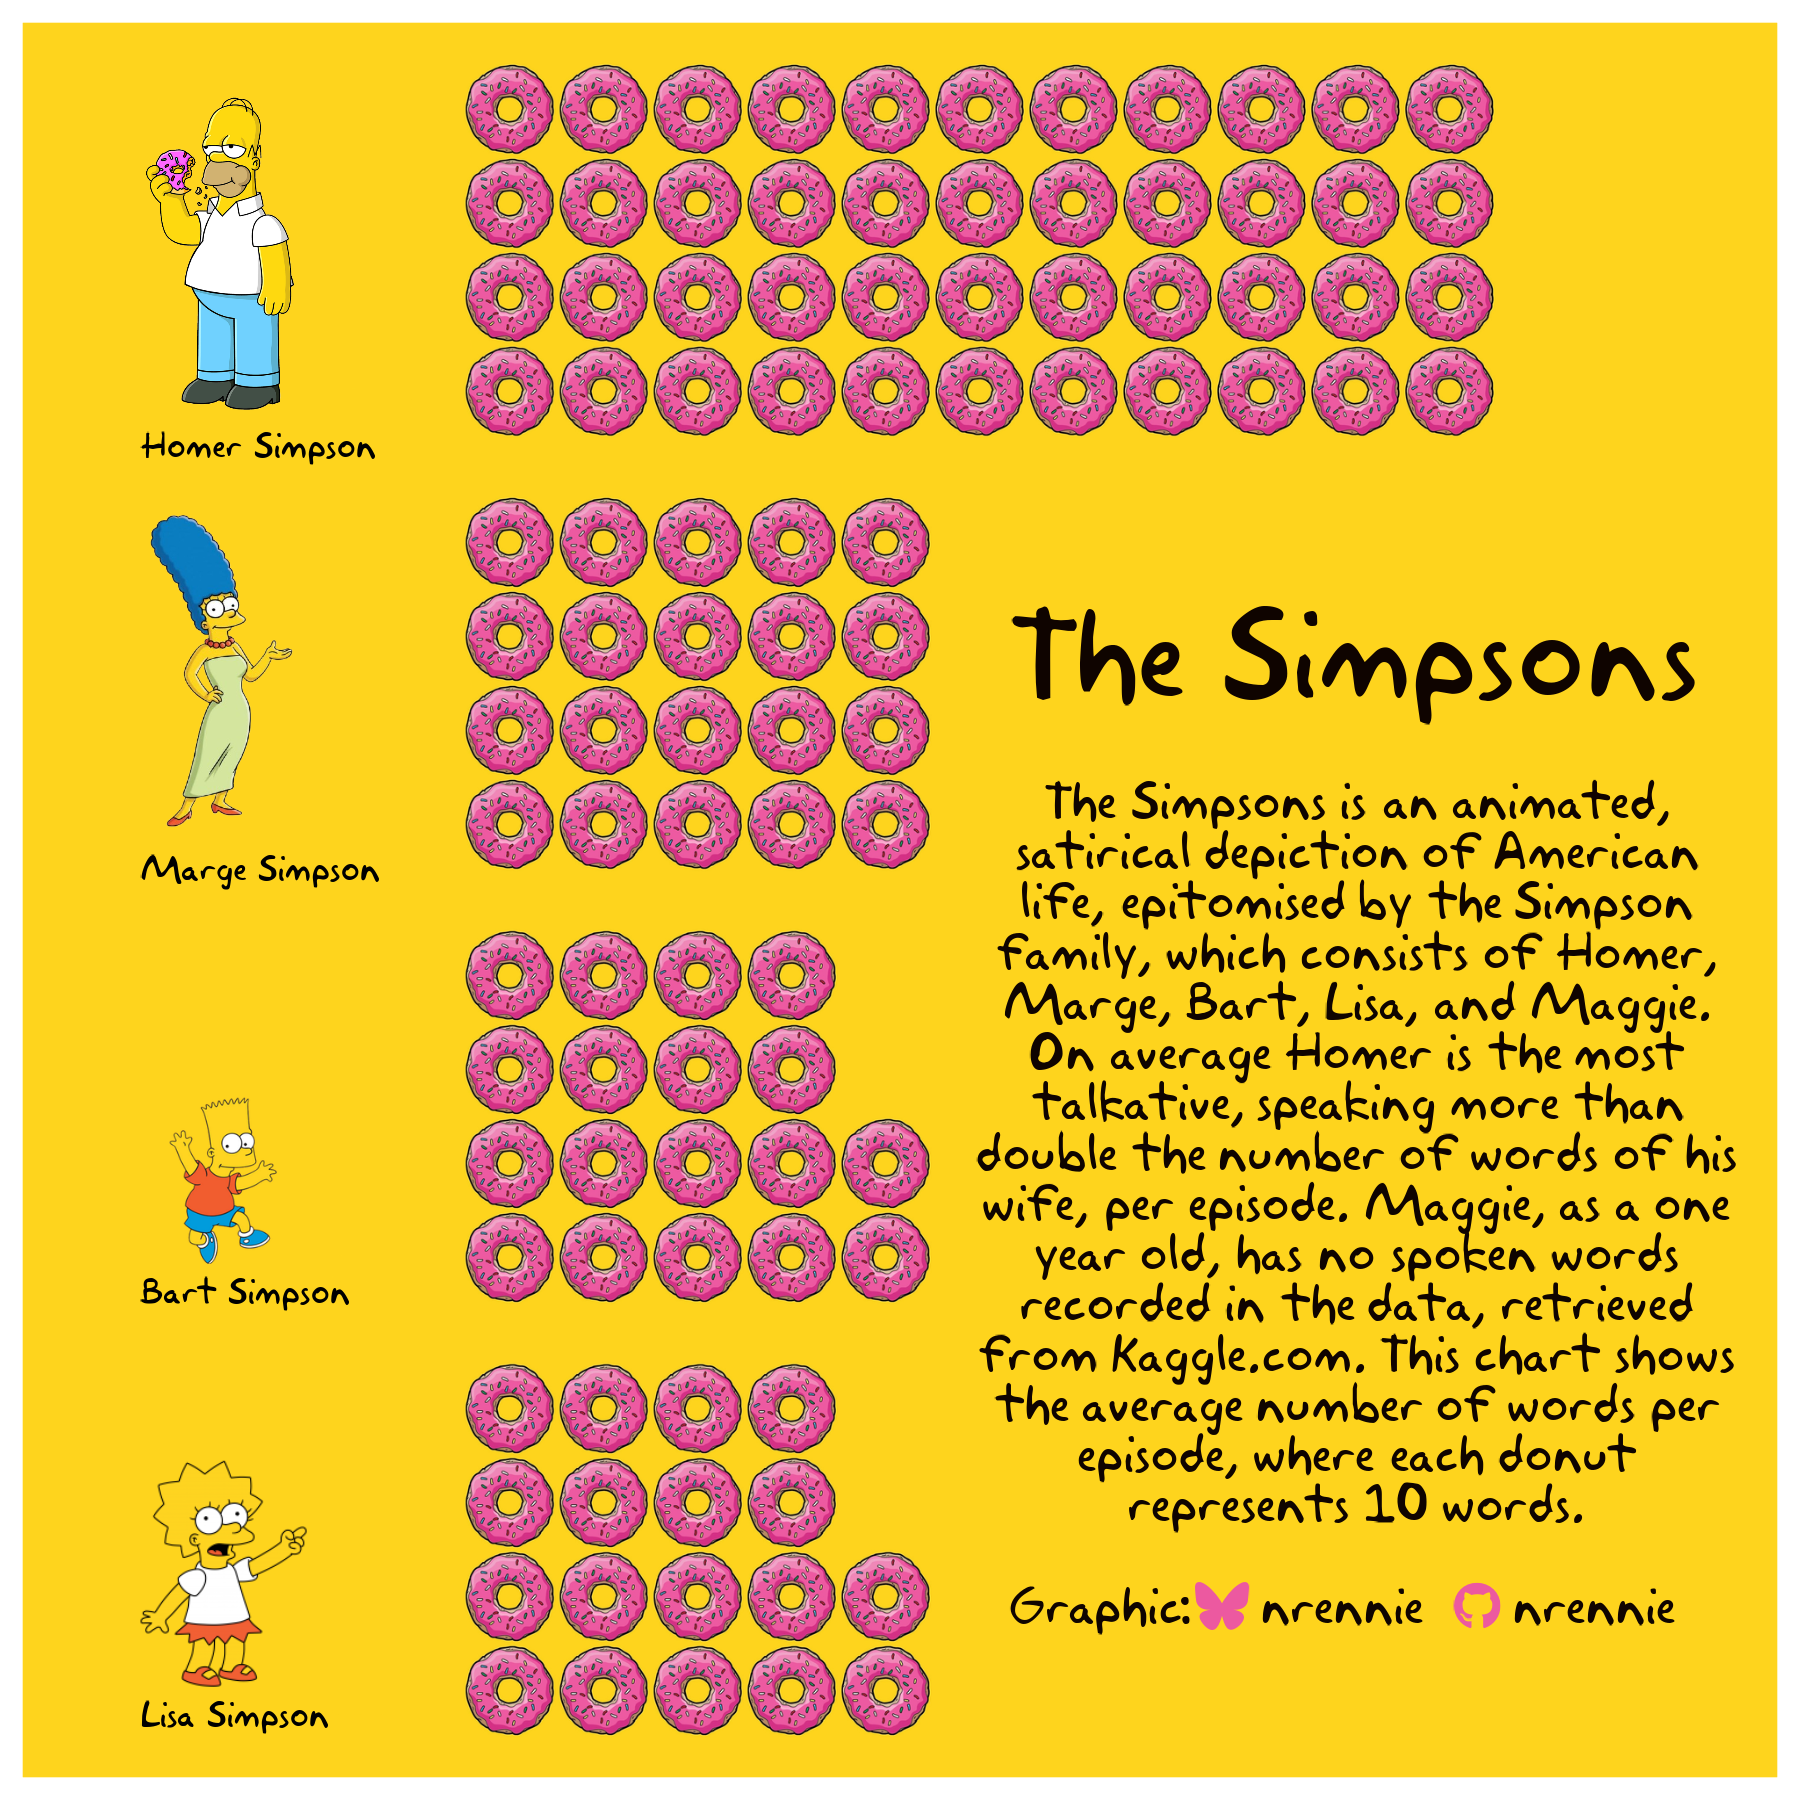 Homer Simpson
Marge Simpson
Bart Simpson
Lisa Simpson
The Simpsons
The Simpsons is an animated,
satirical depiction of American
life, epitomised by the Simpson
family, which consists of Homer,
Marge, Bart, Lisa, and Maggie.
On average Homer is the most
talkative, speaking more than
double the number of words of his
wife, per episode. Maggie, as a one
year old, has no spoken words
recorded in the data, retrieved
from Kaggle.com. This chart shows
the average number of words per
episode, where each donut
represents 10 words.
Graphic: nrennie nrennie